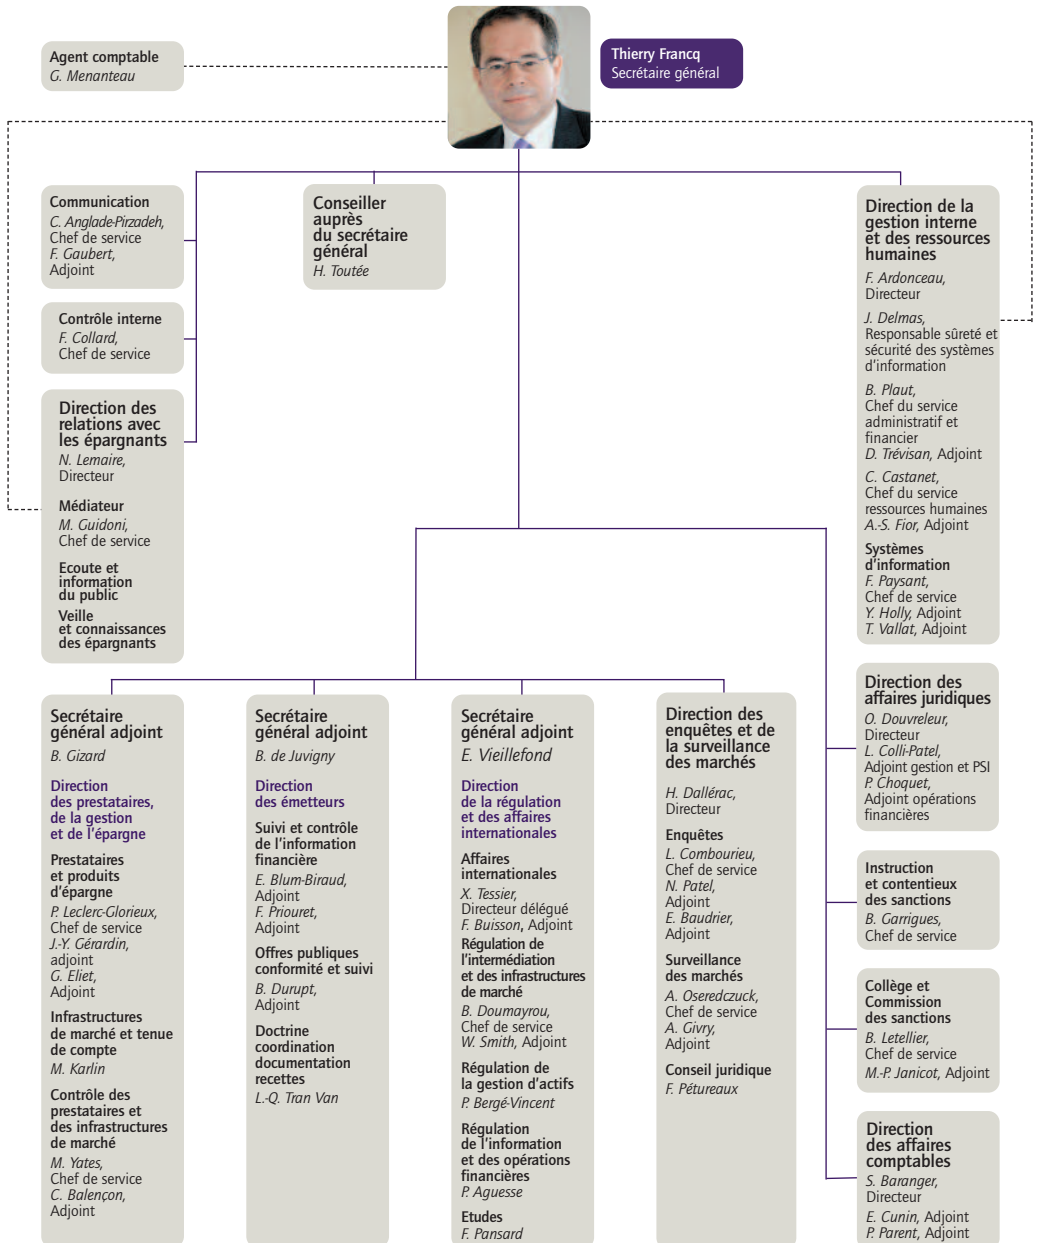 Agent comptable
G. Menanteau
Thierry Francq
Secrétaire général
Communication
C. Anglade-Pirzadeh,
Chef de service
F. Gaubert,
Adjoint
Contrôle interne
F. Collard,
Chef de service
Direction des
relations avec
les épargnants
N. Lemaire,
Directeur
Médiateur
M. Guidoni,
Chef de service
Ecoute et
information
du public
Veille
et connaissances
des épargnants
Conseiller
auprès
du secrétaire
général
H. Toutée
Direction de la
gestion interne
et des ressources
humaines
F. Ardonceau,
Directeur
J. Delmas,
Responsable sûreté et
sécurité des systèmes
d'information
B. Plaut,
Chef du service
administratif et
financier
D. Trévisan, Adjoint
C. Castanet,
Chef du service
ressources humaines
A.-S. Fior, Adjoint
Systèmes
d'information
F. Paysant,
Chef de service
Y. Holly, Adjoint
T. Vallat, Adjoint
Secrétaire
général adjoint
B. Gizard
Direction
des prestataires,
de la gestion
et de l'épargne
Prestataires
et produits
d'épargne
P. Leclerc-Glorieux,
Chef de service
J.-Y. Gérardin,
adjoint
G. Eliet,
Adjoint
Infrastructures
de marché et tenue
de compte
M. Karlin
Contrôle des
prestataires et
des infrastructures
de marché
M. Yates,
Chef de service
C. Balençon,
Adjoint
Secrétaire
général adjoint
B. de Juvigny
Direction
des émetteurs
Suivi et contrôle
de l'information
financière
E. Blum-Biraud,
Adjoint
F. Priouret,
Adjoint
Offres publiques
conformité et suivi
B. Durupt,
Adjoint
Doctrine
coordination
documentation
recettes
L.-Q. Tran Van
Secrétaire
général adjoint
E. Vieillefond
Direction
de la régulation
et des affaires
internationales
Affaires
internationales
X. Tessier,
Directeur délégué
F. Buisson, Adjoint
Régulation de
l'intermédiation
et des infrastructures
de marché
B. Doumayrou,
Chef de service
W. Smith, Adjoint
Régulation de
la gestion d'actifs
P. Bergé-Vincent
Régulation
de l'information
et des opérations
financières
P. Aguesse
Etudes
F. Pansard
Direction des
enquêtes et de
la surveillance
des marchés
H. Dallérac,
Directeur
Enquêtes
L. Combourieu,
Chef de service
N. Patel,
Adjoint
E. Baudrier,
Adjoint
Surveillance
des marchés
A. Oseredczuck,
Chef de service
A. Givry,
Adjoint
Conseil juridique
F. Pétureaux
Direction des
affaires juridiques
O. Douvreleur,
Directeur
L. Colli-Patel,
Adjoint gestion et PSI
P. Choquet,
Adjoint opérations
financières
Instruction
et contentieux
des sanctions
B. Garrigues,
Chef de service
Collège et
Commission
des sanctions
B. Letellier,
Chef de service
M.-P. Janicot, Adjoint
Direction
des affaires
comptables
S. Baranger,
Directeur
E. Cunin, Adjoint
P. Parent, Adjoint